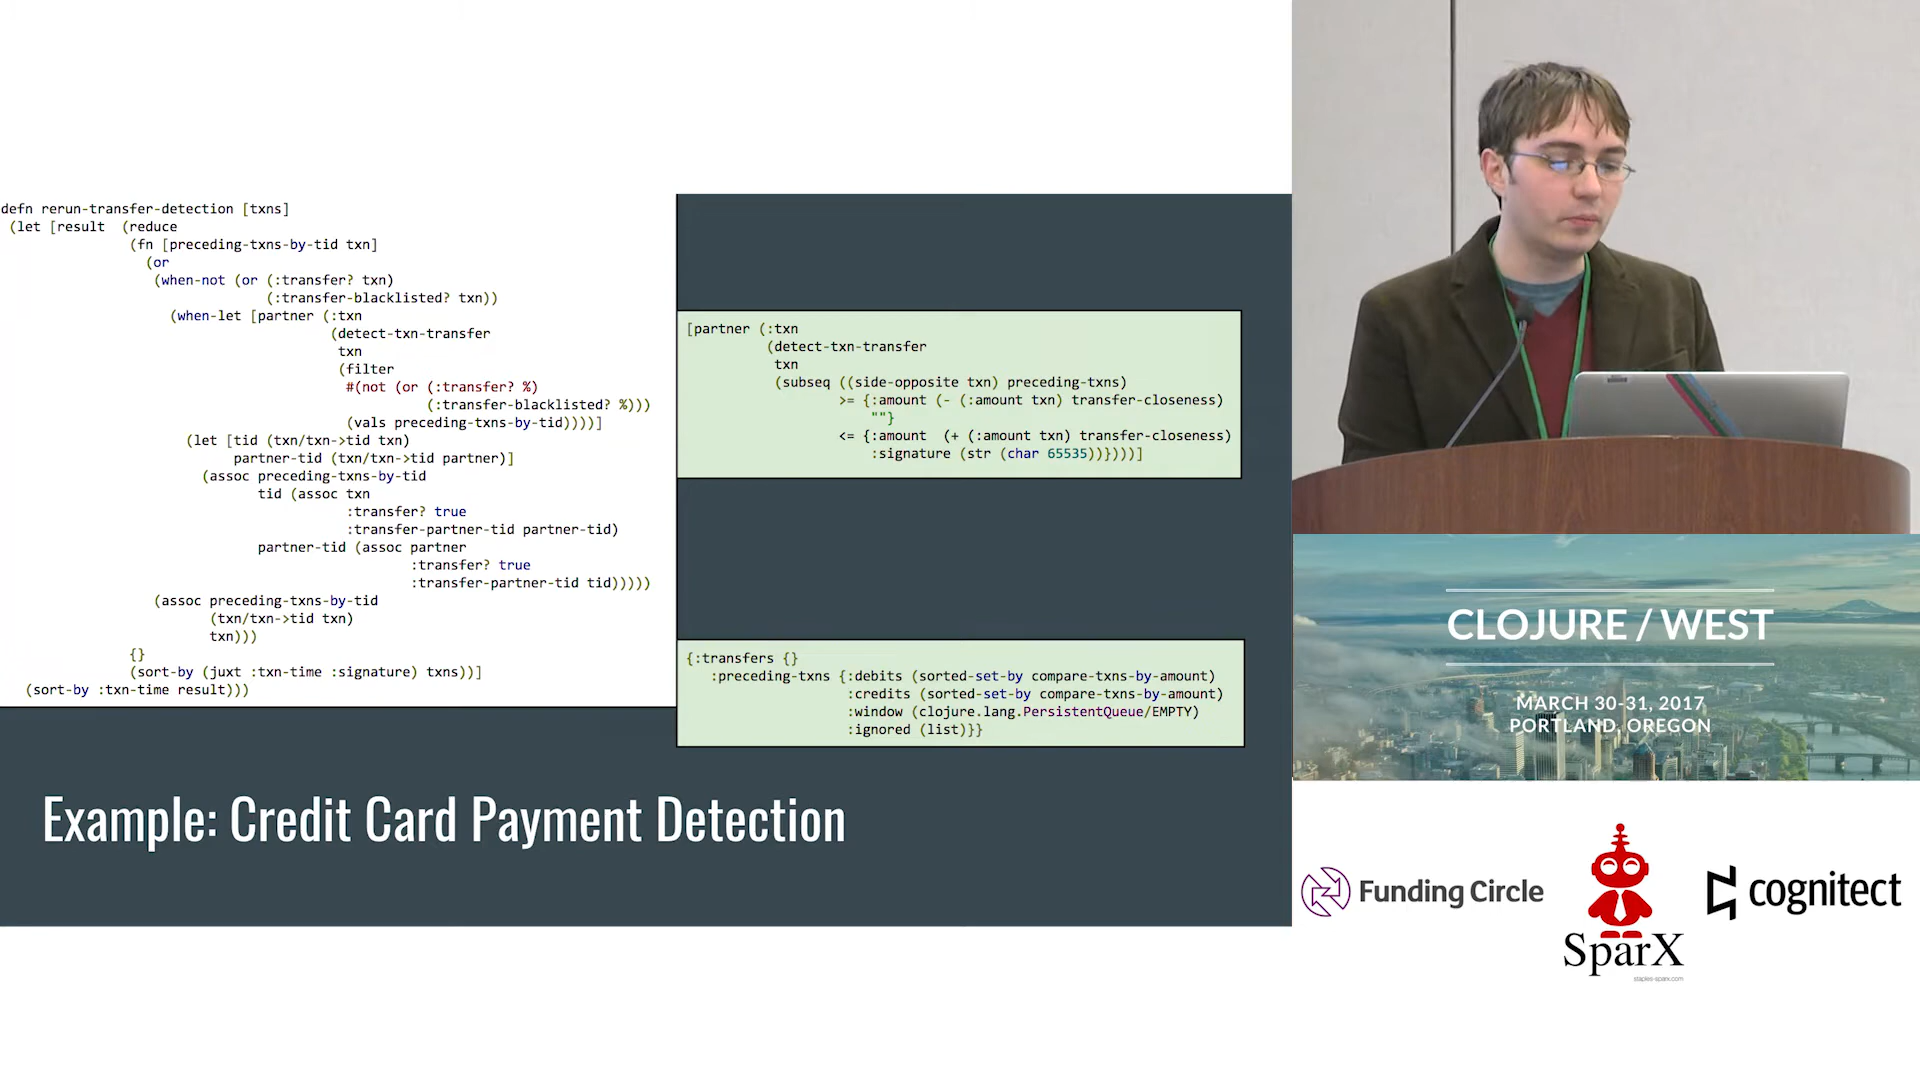 defn rerun-transfer-detection [txns]
(let [result (reduce
(fn [preceding-txns-by-tid txn]
(or
(when-not (or (:transfer? txn)
(:transfer-blacklisted? txn))
(when-let [partner (:txn
(detect-txn-transfer
txn
(filter
#(not (or (:transfer? %)
(:transfer-blacklisted? %)))
(vals preceding-txns-by-tid))))]
(let [tid (txn/txn->tid txn)
partner-tid (txn/txn->tid partner)]
(assoc preceding-txns-by-tid
tid (assoc txn
:transfer? true
:transfer-partner-tid partner-tid)
partner-tid (assoc partner
:transfer? true
:transfer-partner-tid tid)))))
(assoc preceding-txns-by-tid
(txn/txn->tid txn)
txn)))
{}
(sort-by (juxt :txn-time :signature) txns))]
(sort-by :txn-time result)))
[partner (:txn
(detect-txn-transfer
txn
(subseq ((side-opposite txn) preceding-txns)
>= {:amount (- (:amount txn) transfer-closeness)
""}
<= {:amount (+ (:amount txn) transfer-closeness)
:signature (str (char 65535))})))]
{:transfers {}
:preceding-txns {:debits (sorted-set-by compare-txns-by-amount)
:credits (sorted-set-by compare-txns-by-amount)
:window (clojure.lang.PersistentQueue/EMPTY)
:ignored (list)}}
Example: Credit Card Payment Detection
CLOJURE / WEST
MARCH 30-31, 2017
PORTLAND, OREGON
Funding Circle
SparX
staples-sparx.com
cognitect